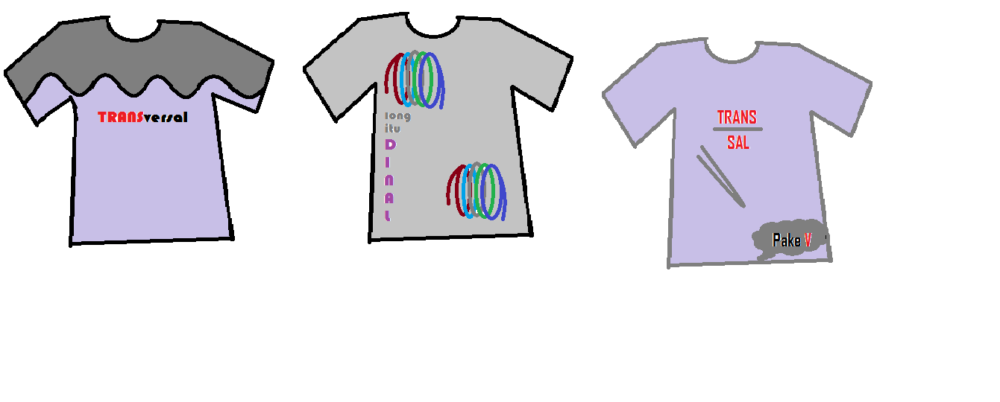 TRANSversal
long
itu
D
I
N
A
L
TRANS
SAL
Pake V